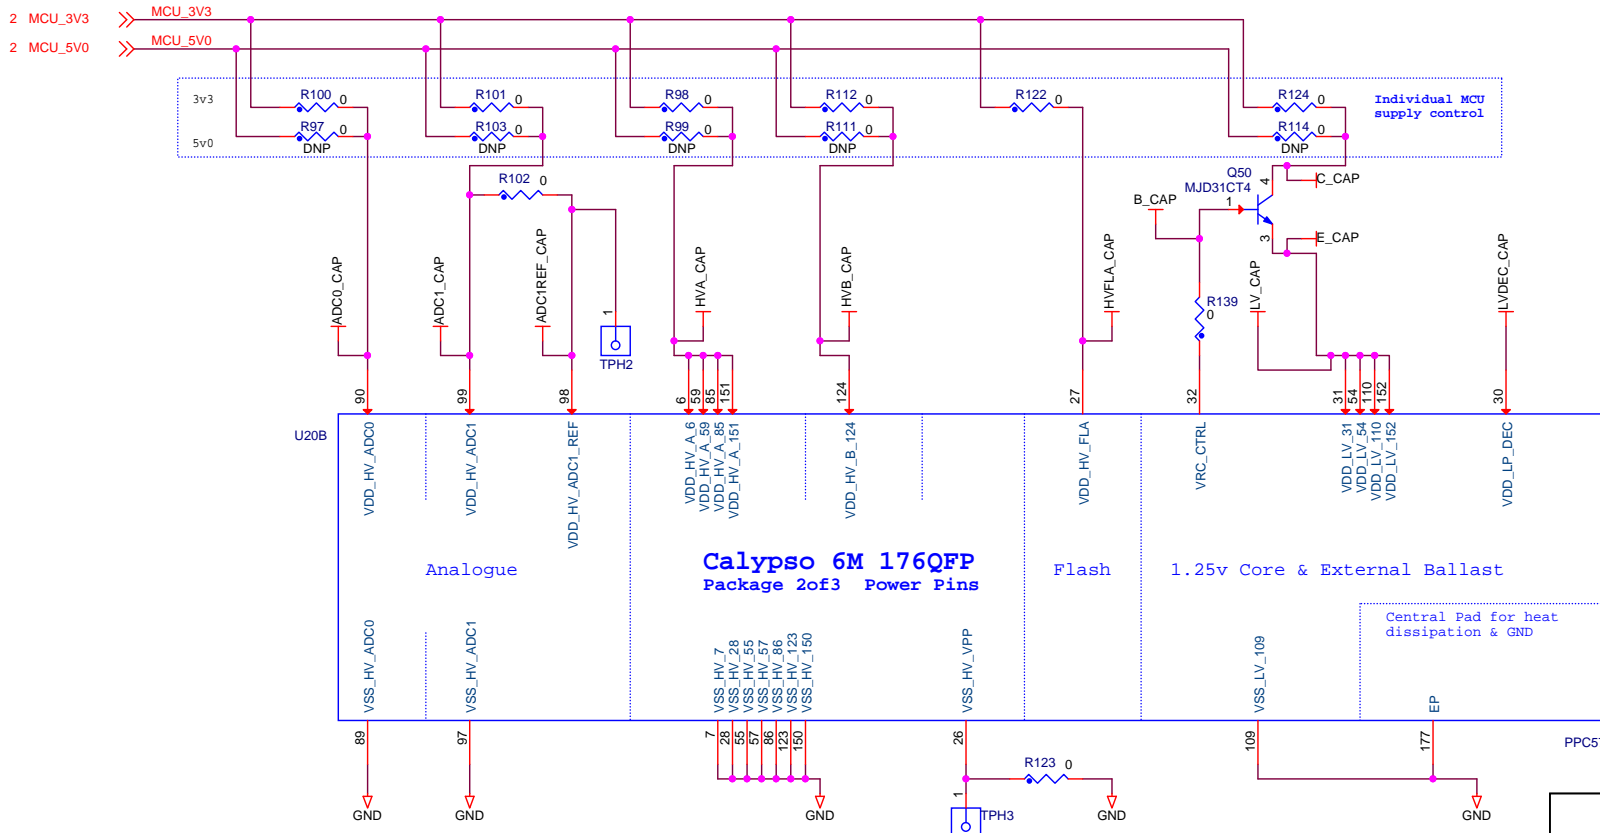 2 MCU_3V3 MCU_3V3
2 MCU_5V0 MCU_5V0
3v3
5v0
R100 0
R97 0
DNP
R101 0
R103 0
DNP
R98 0
R99 0
DNP
R112 0
R111 0
DNP
R122 0
R124 0
R114 0
DNP
Individual MCU
supply control
R102 0
Q50
MJD31CT4
1
4
3
B_CAP
C_CAP
E_CAP
R139
0
ADC0_CAP
ADC1_CAP
ADC1REF_CAP
1
TPH2
HVA_CAP
HVB_CAP
HVFLA_CAP
LV_CAP
LVDEC_CAP
90
99
98
6
59
85
151
124
27
32
31
54
110
152
30
U20B
VDD_HV_ADC0
VDD_HV_ADC1
VDD_HV_ADC1_REF
VDD_HV_A_6
VDD_HV_A_59
VDD_HV_A_85
VDD_HV_A_151
VDD_HV_B_124
VDD_HV_FLA
VRC_CTRL
VDD_LV_31
VDD_LV_54
VDD_LV_110
VDD_LV_152
VDD_LP_DEC
Analogue
Calypso 6M 176QFP
Package 2of3 Power Pins
Flash
1.25v Core & External Ballast
Central Pad for heat
dissipation & GND
VSS_HV_ADC0
VSS_HV_ADC1
VSS_HV_7
VSS_HV_28
VSS_HV_55
VSS_HV_57
VSS_HV_86
VSS_HV_123
VSS_HV_150
VSS_HV_VPP
VSS_LV_109
EP
89
97
7
28
55
57
86
123
150
26
109
177
PPC5
R123 0
1
TPH3
GND
GND
GND
GND
GND